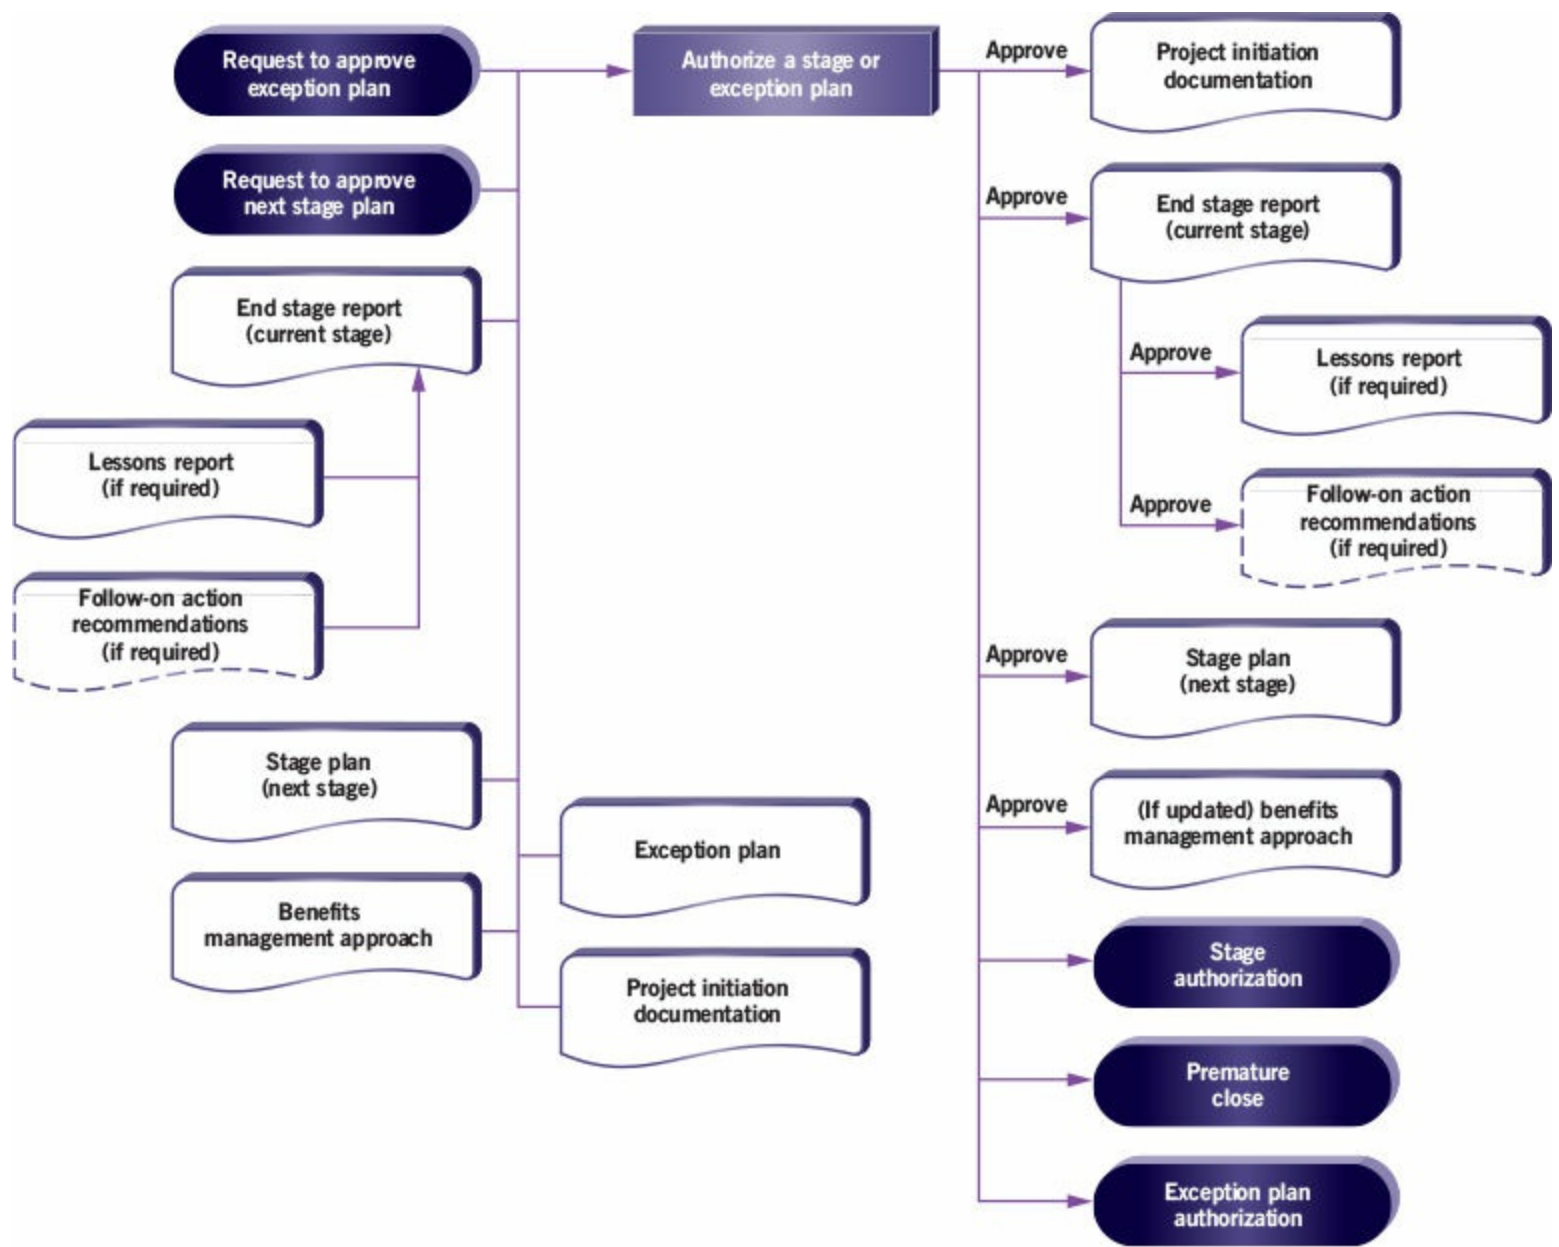 Request to approve
exception plan
Request to approve
next stage plan
End stage report
(current stage)
Lessons report
(if required)
Follow-on action
recommendations
(if required)
Stage plan
(next stage)
Benefits
management approach
Exception plan
Project initiation
documentation
Authorize a stage or
exception plan
Approve
Project initiation
documentation
Approve
End stage report
(current stage)
Approve
Lessons report
(if required)
Approve
Follow-on action
recommendations
(if required)
Approve
Stage plan
(next stage)
Approve
(If updated) benefits
management approach
Stage
authorization
Premature
close
Exception plan
authorization